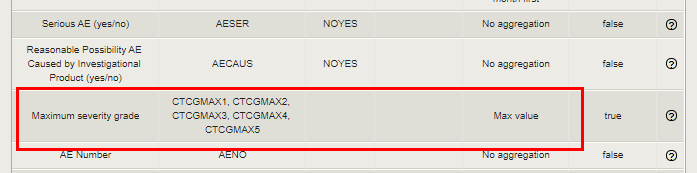 month first
Serious AE (yes/no) AESER NOYES No aggregation false
Reasonable Possibility AE
Caused by Investigational
Product (yes/no) AECAUS NOYES No aggregation false
Maximum severity grade CTCGMAX1, CTCGMAX2,
CTCGMAX3, CTCGMAX4,
CTCGMAX5 Max value true
AE Number AENO No aggregation false